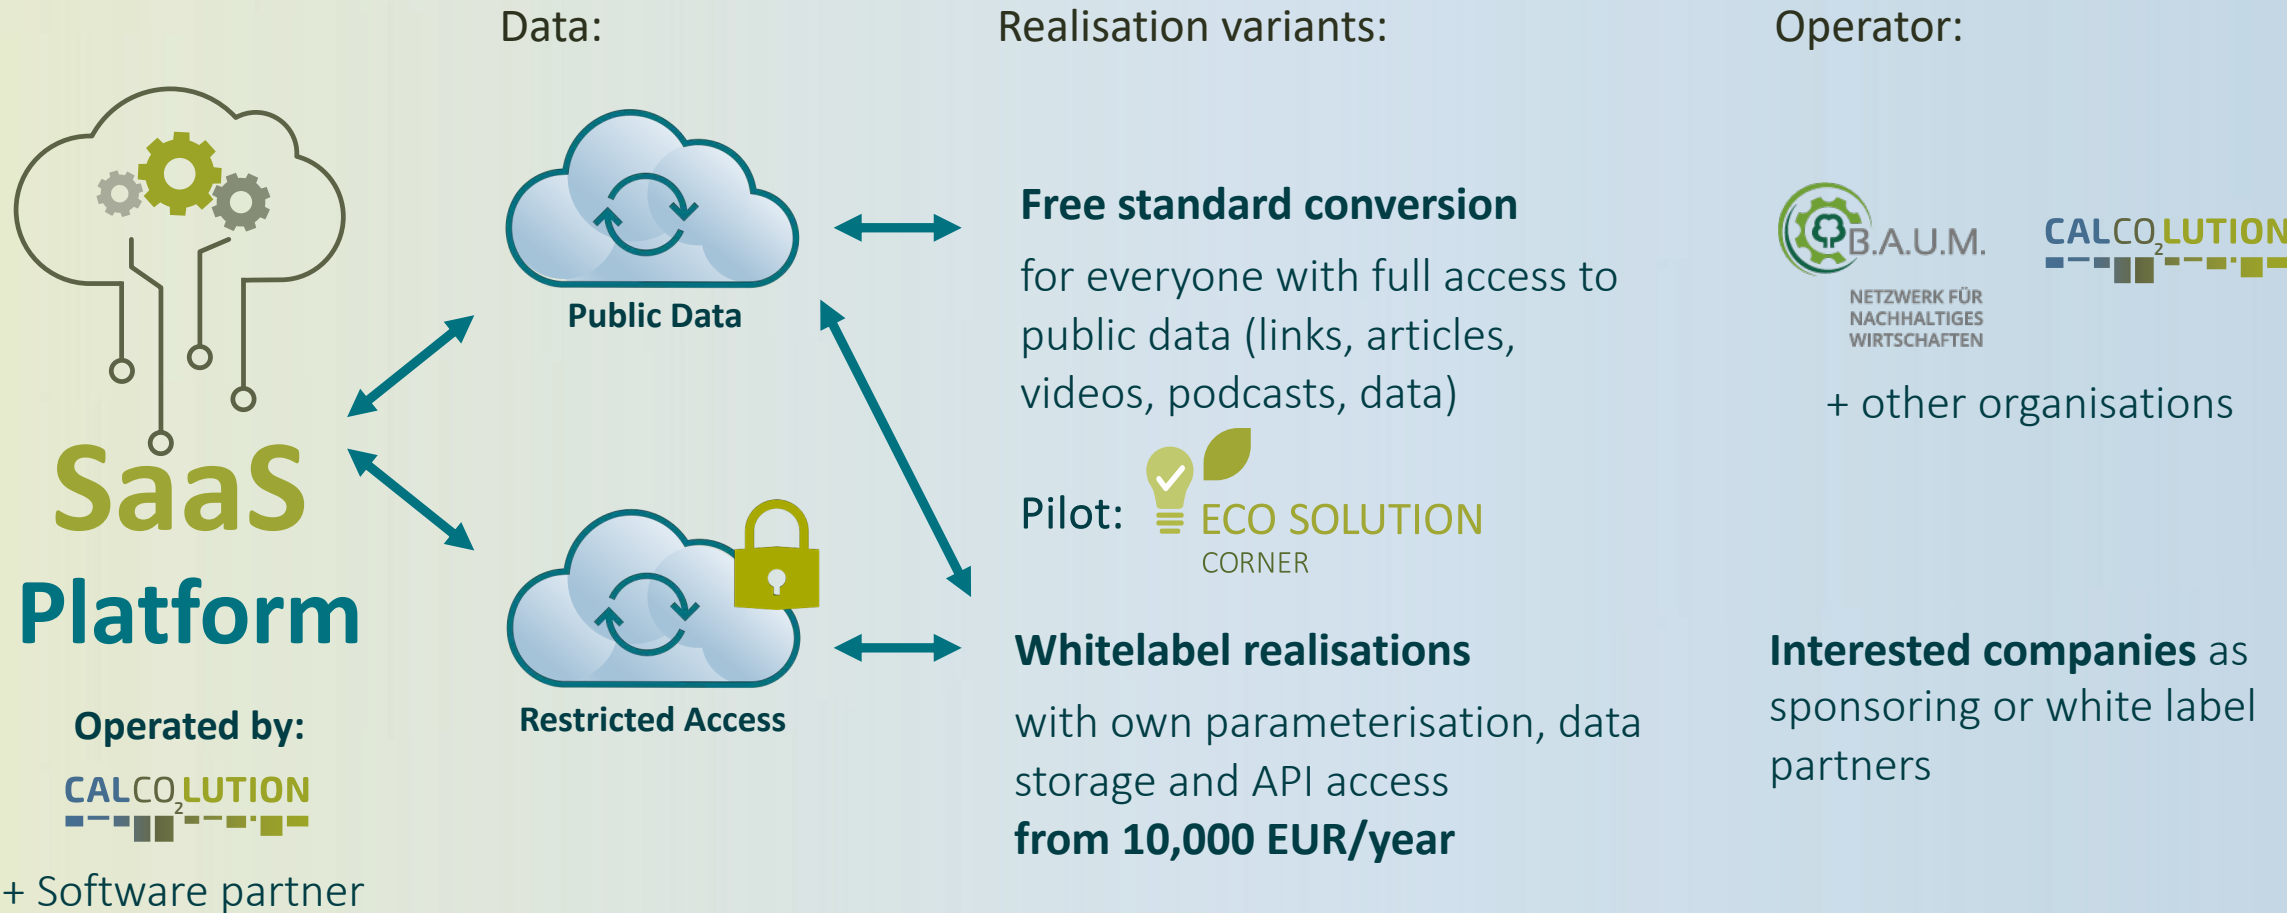 Data:
Realisation variants:
Operator:
SaaS
Platform
Operated by:
CALCO2LUTION
+ Software partner
Public Data
Restricted Access
Free standard conversion
for everyone with full access to
public data (links, articles,
videos, podcasts, data)
Pilot:
ECO SOLUTION
CORNER
Whitelabel realisations
with own parameterisation, data
storage and API access
from 10,000 EUR/year
B.A.U.M.
NETZWERK FÜR
NACHHALTIGES
WIRTSCHAFTEN
CALCO2LUTION
+ other organisations
Interested companies as
sponsoring or white label
partners